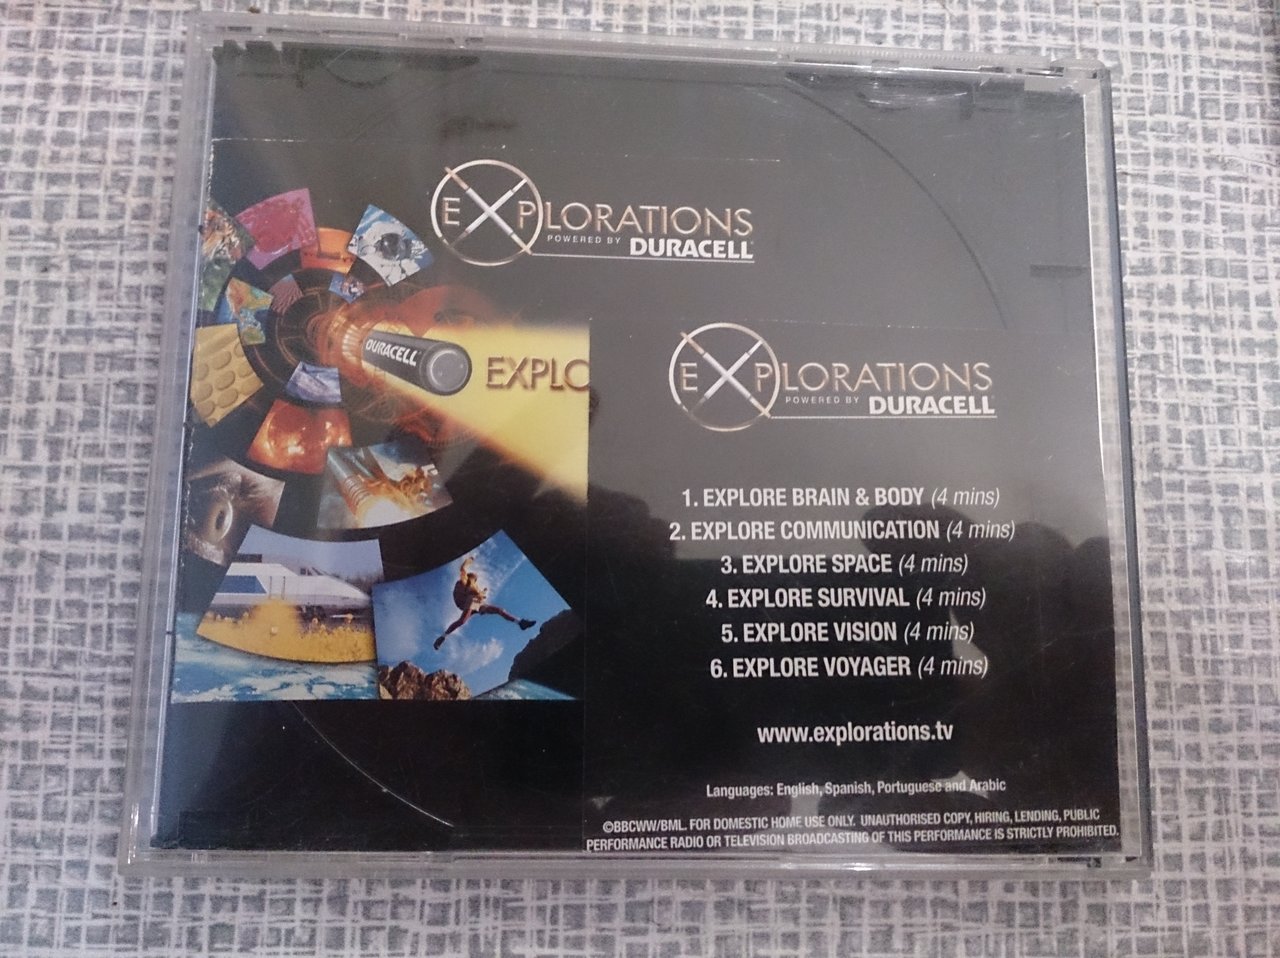 EXPLORATIONS
POWERED BY DURACELL
DURACELL
EXPLO
EXPLORATIONS
POWERED BY DURACELL
1. EXPLORE BRAIN & BODY (4 mins)
2. EXPLORE COMMUNICATION (4 mins)
3. EXPLORE SPACE (4 mins)
4. EXPLORE SURVIVAL (4 mins)
5. EXPLORE VISION (4 mins)
6. EXPLORE VOYAGER (4 mins)
www.explorations.tv
Languages: English, Spanish, Portuguese and Arabic
©BBCWW/BML. FOR DOMESTIC HOME USE ONLY. UNAUTHORISED COPY, HIRING, LENDING, PUBLIC
PERFORMANCE RADIO OR TELEVISION BROADCASTING OF THIS PERFORMANCE IS STRICTLY PROHIBITED.